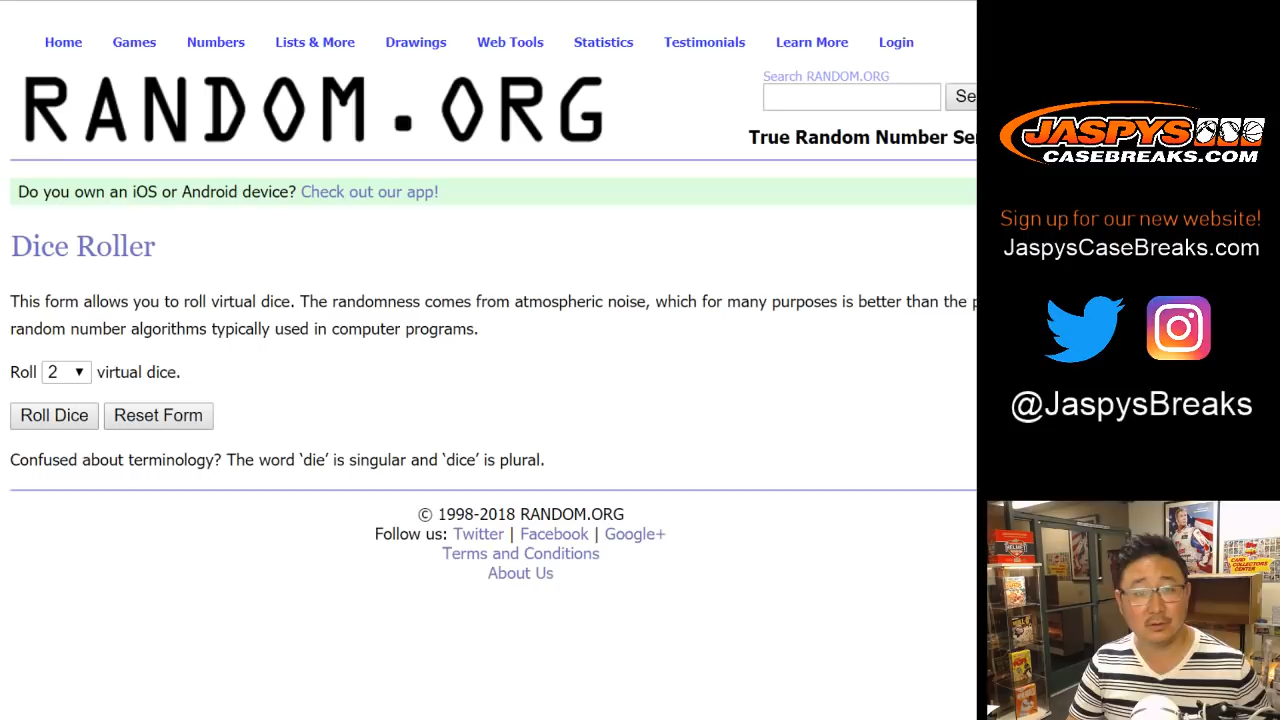 Home Games Numbers Lists & More Drawings Web Tools Statistics Testimonials Learn More Login
RANDOM.ORG
Search RANDOM.ORG
Se
True Random Number Ser
Do you own an iOS or Android device? Check out our app!
Dice Roller
This form allows you to roll virtual dice. The randomness comes from atmospheric noise, which for many purposes is better than the p
random number algorithms typically used in computer programs.
Roll 2 virtual dice.
Roll Dice Reset Form
Confused about terminology? The word ‘die’ is singular and ‘dice’ is plural.
© 1998-2018 RANDOM.ORG
Follow us: Twitter | Facebook | Google+
Terms and Conditions
About Us
JASPYS
CASEBREAKS.COM
Sign up for our new website!
JaspysCaseBreaks.com
@JaspysBreaks
CARD
COLLECTORS
CENTER